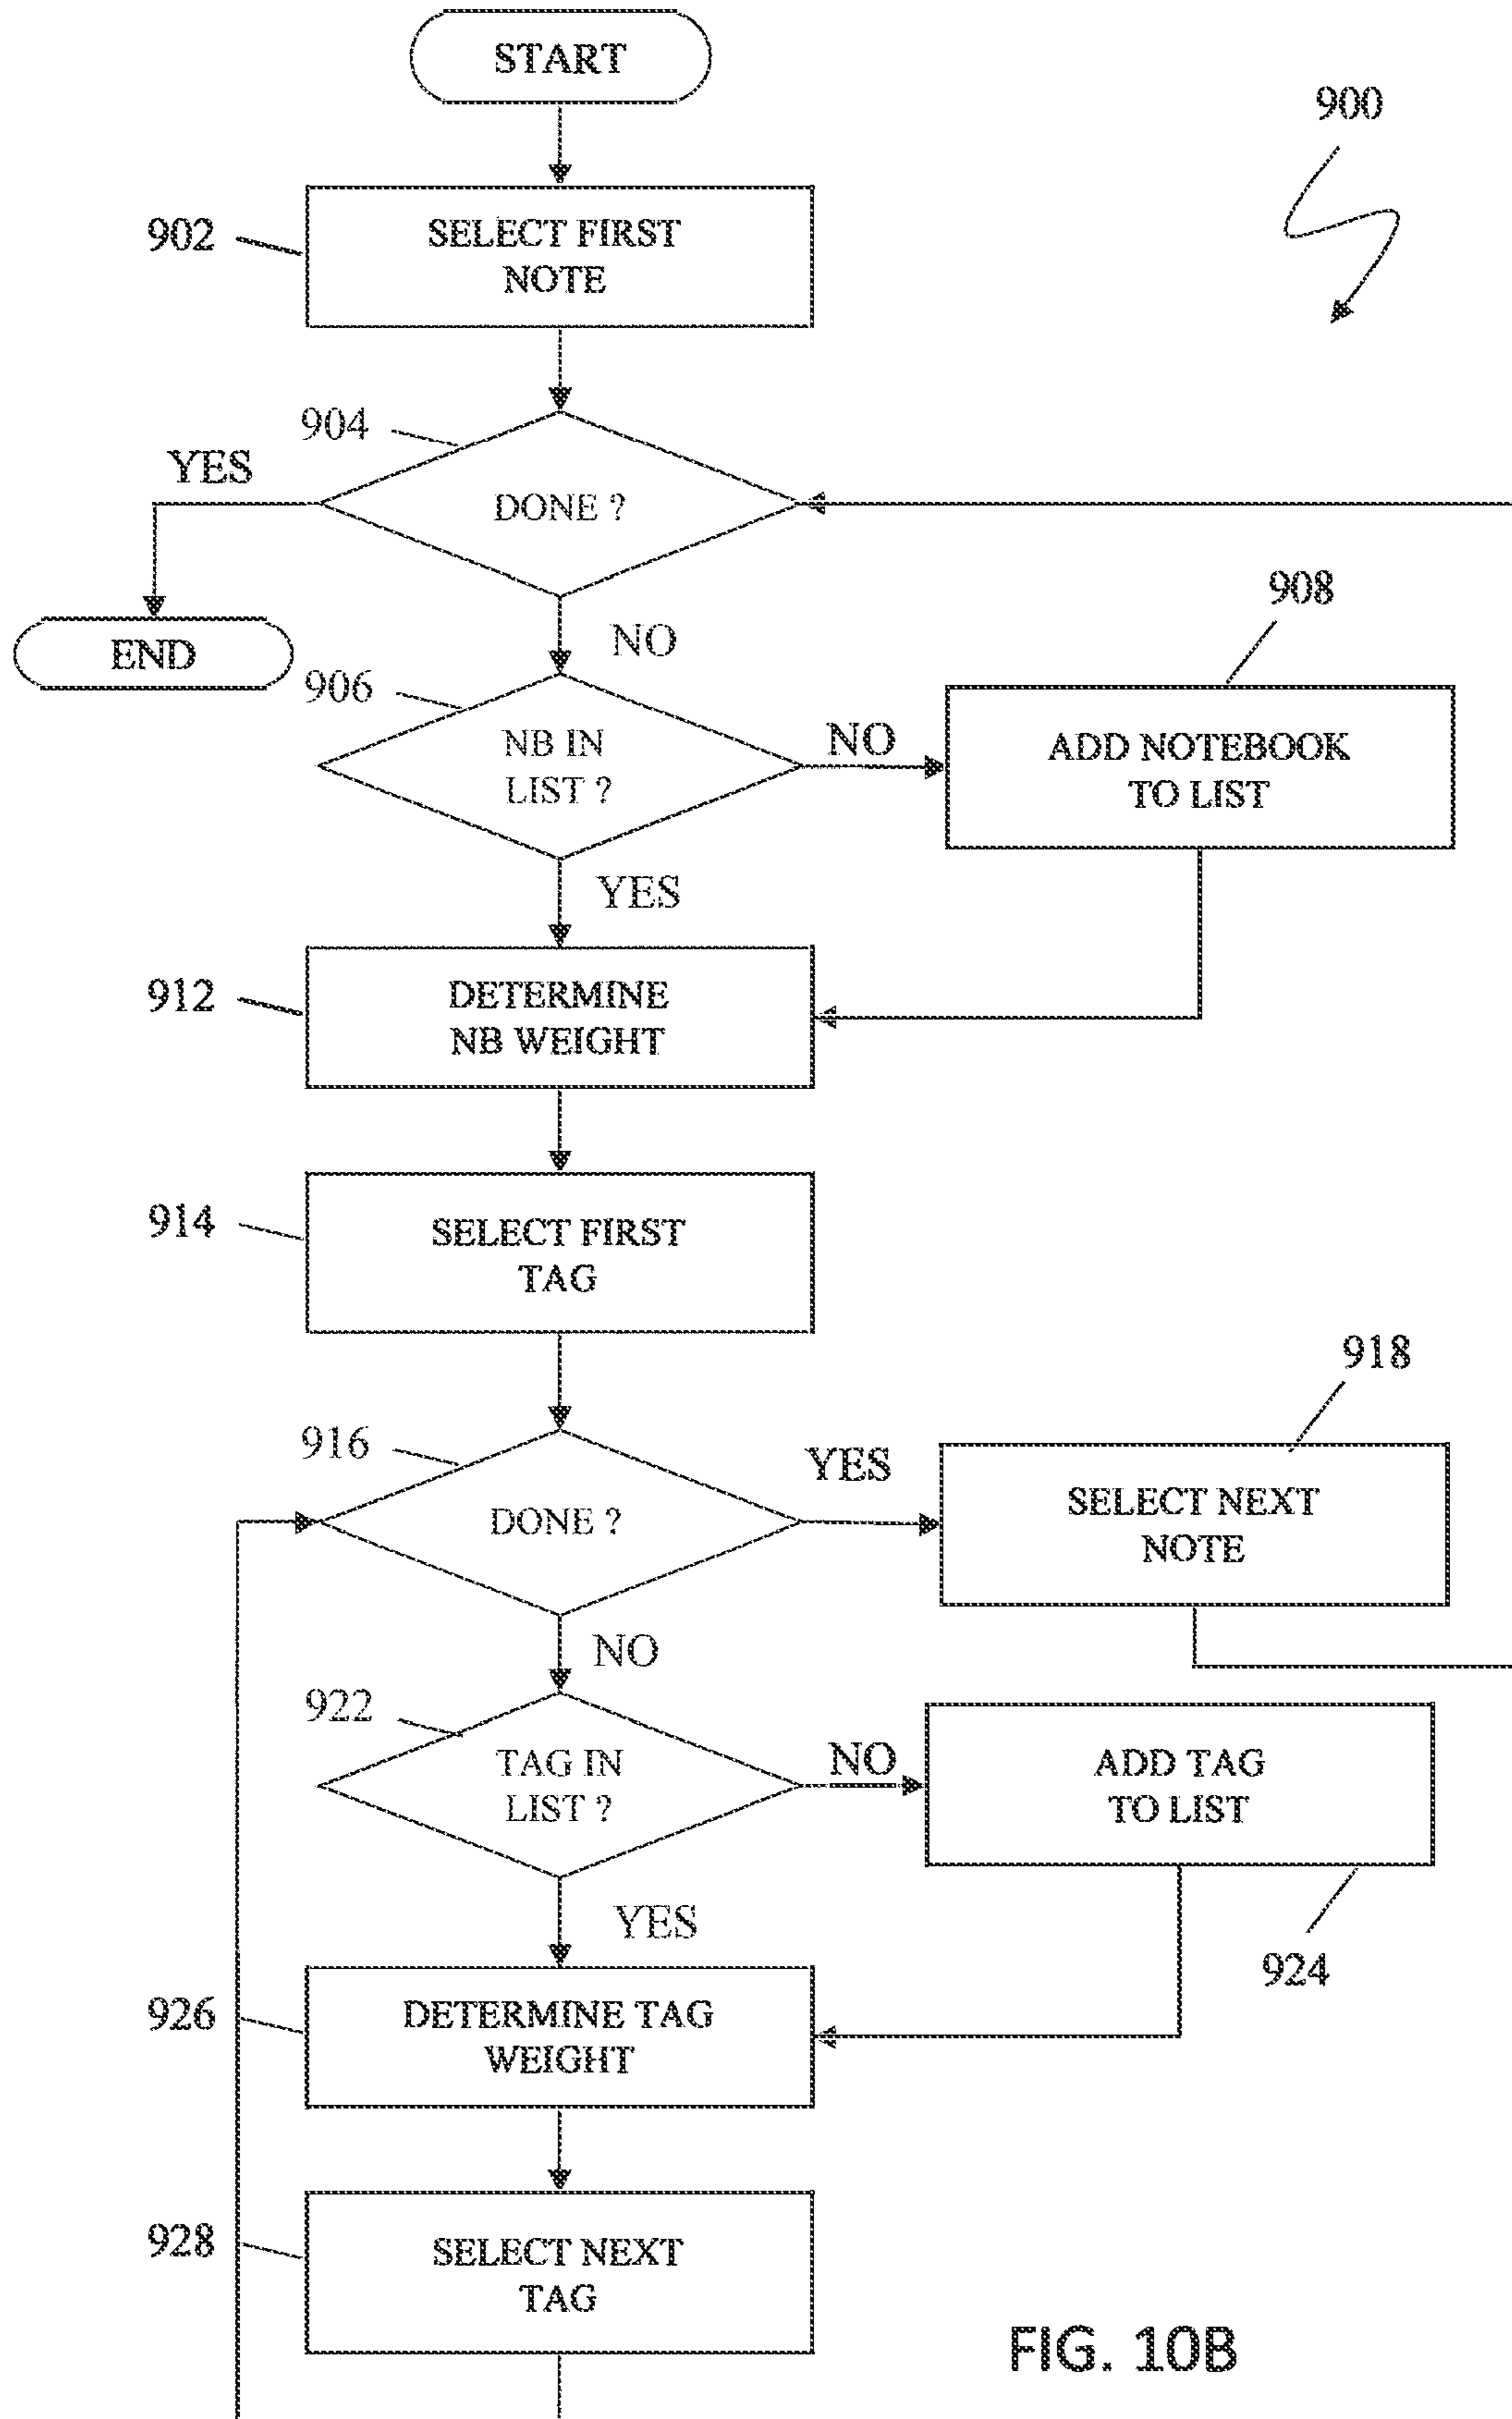 START
900
902
SELECT FIRST
NOTE
904
YES
DONE ?
908
END
NO
906
NB IN
LIST ?
NO
ADD NOTEBOOK
TO LIST
YES
912
DETERMINE
NB WEIGHT
914
SELECT FIRST
TAG
918
916
YES
DONE ?
SELECT NEXT
NOTE
NO
922
TAG IN
LIST ?
NO
ADD TAG
TO LIST
YES
924
926
DETERMINE TAG
WEIGHT
928
SELECT NEXT
TAG
FIG. 10B